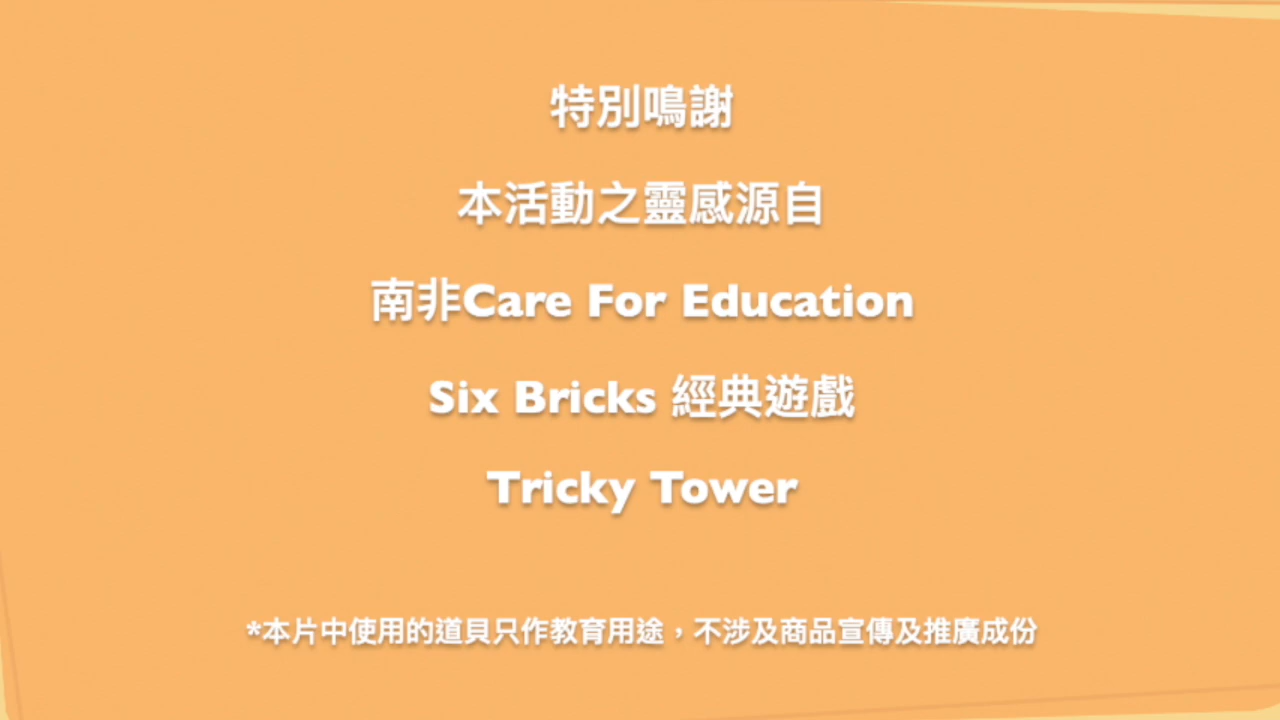 特別鳴謝
本活動之靈感源自
南非Care For Education
Six Bricks 經典遊戲
Tricky Tower
*本片中使用的道貝只作教育用途，不涉及商品宣傳及推廣成份